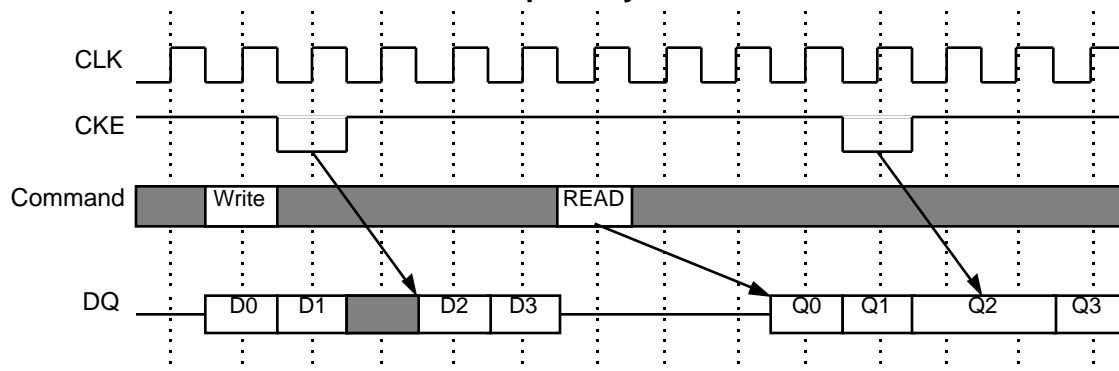 CLK
CKE
Command Write READ
DQ D0 D1 D2 D3 Q0 Q1 Q2 Q3